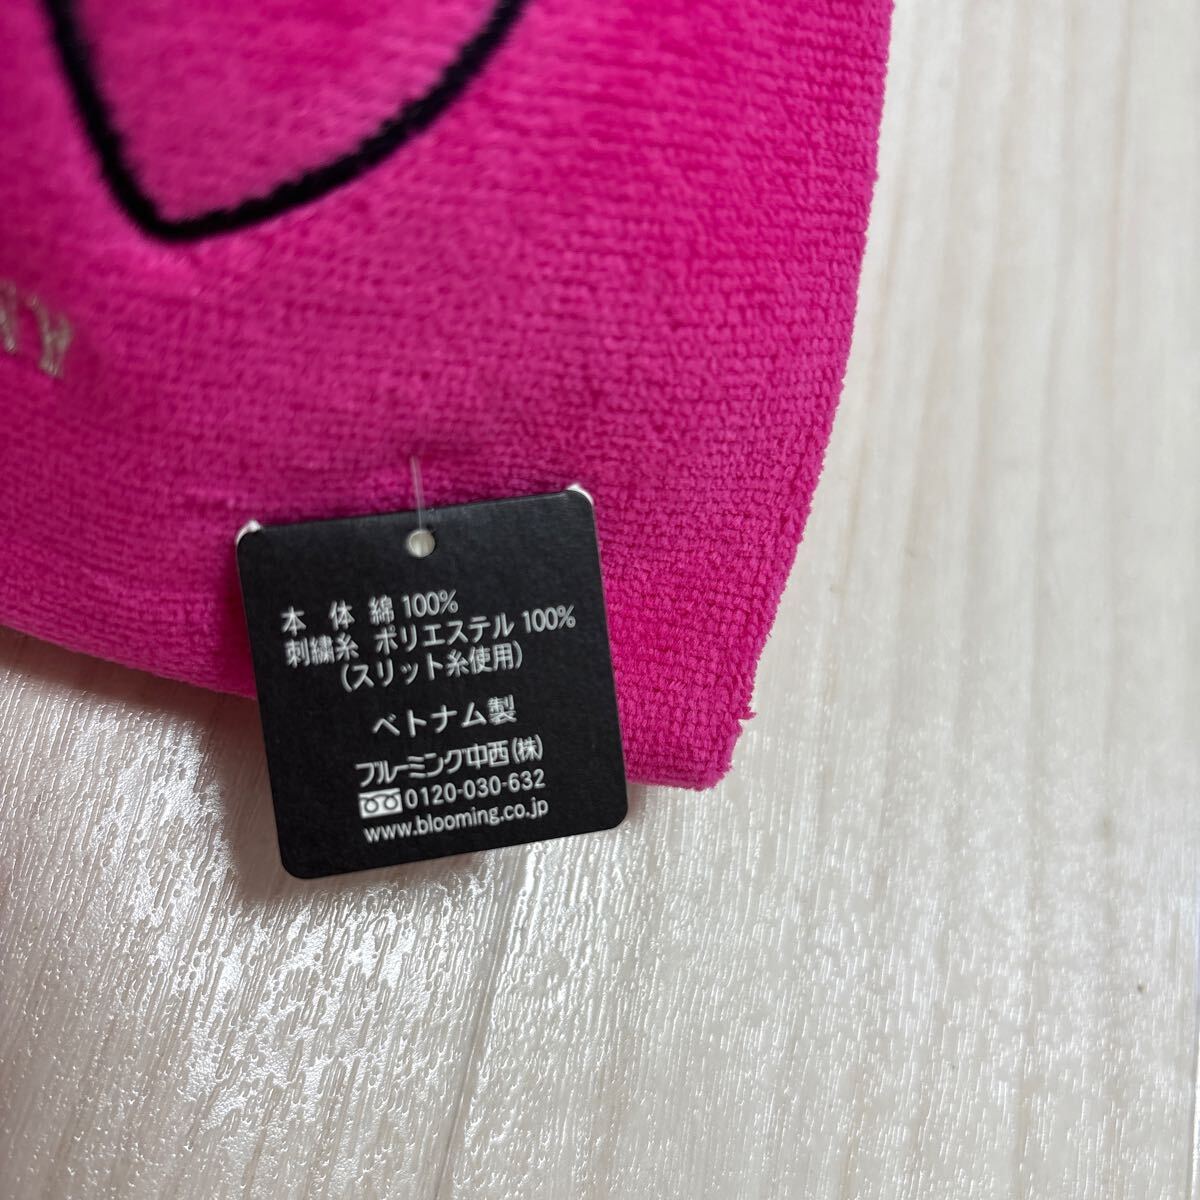 本 体 綿 100%
刺繍糸 ポリエステル 100%
(スリット糸使用)
ベトナム製
ブルーミング中西(株)
0120-030-632
www.blooming.co.jp